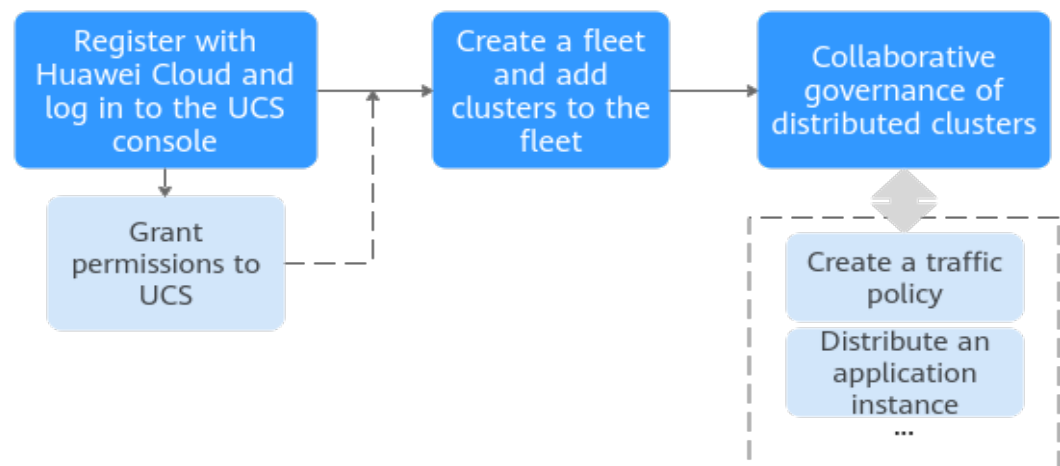 Register with
Huawei Cloud and
log in to the UCS
console
Grant
permissions to
UCS
Create a fleet
and add
clusters to the
fleet
Collaborative
governance of
distributed clusters
Create a traffic
policy
Distribute an
application
instance
...